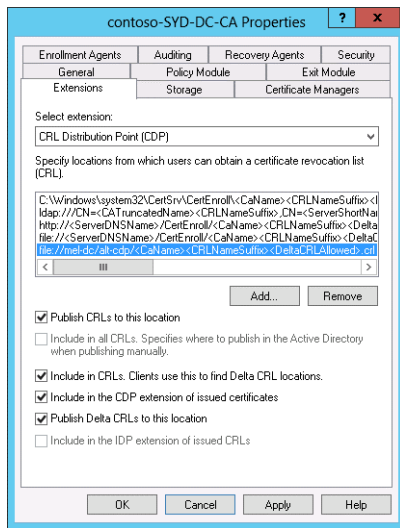 contoso-SYD-DC-CA Properties
? x
Enrollment Agents Auditing Recovery Agents Security
General Policy Module Exit Module
Extensions Storage Certificate Managers
Select extension:
CRL Distribution Point (CDP)
Specify locations from which users can obtain a certificate revocation list
(CRL).
C:\Windows\system32\CertSrv\CertEnroll\<CaName><CRLNameSuffix><
ldap:///CN=<CATruncatedName><CRLNameSuffix>,CN=<ServerShortNa
http://<ServerDNSName>/CertEnroll/<CaName><CRLNameSuffix><Delta
file://<ServerDNSName>/CertEnroll/<CaName><CRLNameSuffix><DeltaC
file://mel-dc/alt-cdp/<CaName><CRLNameSuffix><DeltaCRLAllowed>.crl
Add... Remove
Publish CRLs to this location
Include in all CRLs. Specifies where to publish in the Active Directory
when publishing manually.
Include in CRLs. Clients use this to find Delta CRL locations.
Include in the CDP extension of issued certificates
Publish Delta CRLs to this location
Include in the IDP extension of issued CRLs
OK Cancel Apply Help